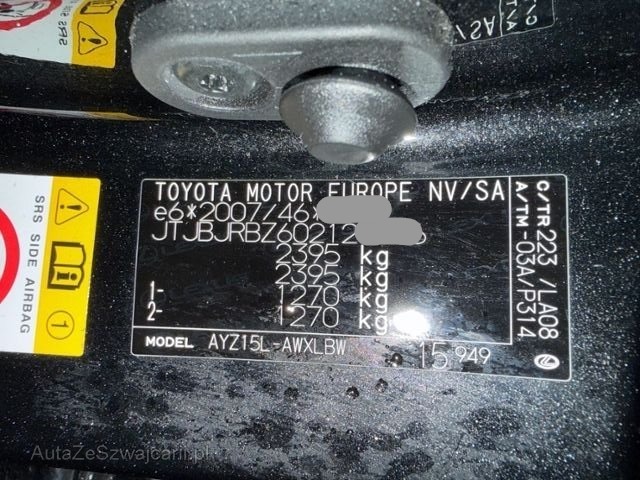 SRS SIDE AIRBAG
1
TOYOTA MOTOR EUROPE NV/SA
e6*2007/46*
JTJBJRBZ60212
2395 kg
2395 kg
1- 1270 kg
2- 1270 kg
MODEL AYZ15L-AWXLBW 15 949
C/TR-223 /LA08
A/TM -03A/P314
AutaZeSzwajcarii.pl